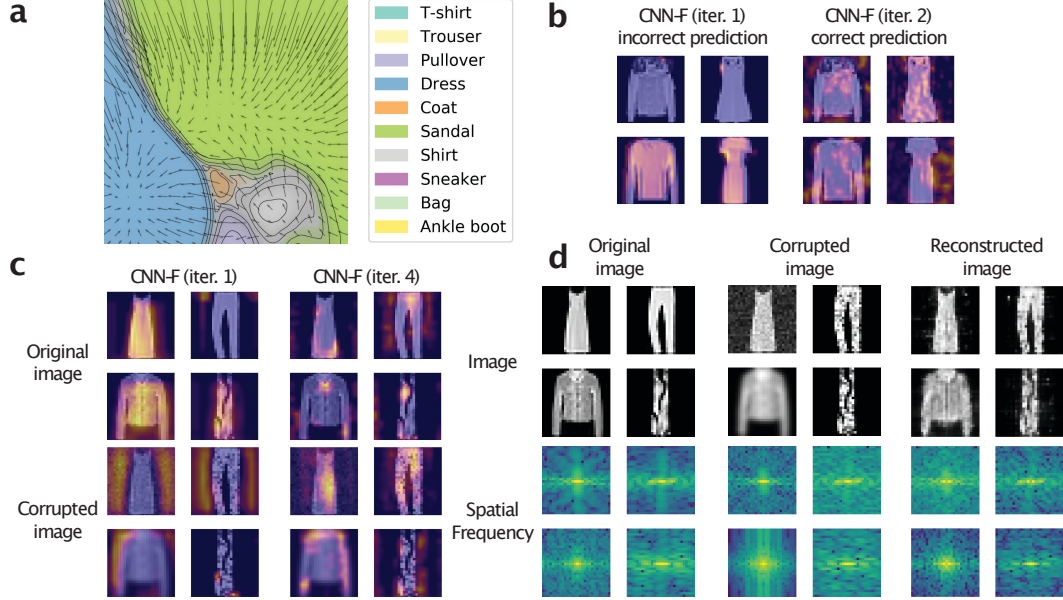 a
T-shirt
Trouser
Pullover
Dress
Coat
Sandal
Shirt
Sneaker
Bag
Ankle boot
b
CNN-F (iter. 1)
incorrect prediction
CNN-F (iter. 2)
correct prediction
c
CNN-F (iter. 1)
CNN-F (iter. 4)
Original
image
Corrupted
image
d
Original
image
Corrupted
image
Reconstructed
image
Image
Spatial
Frequency